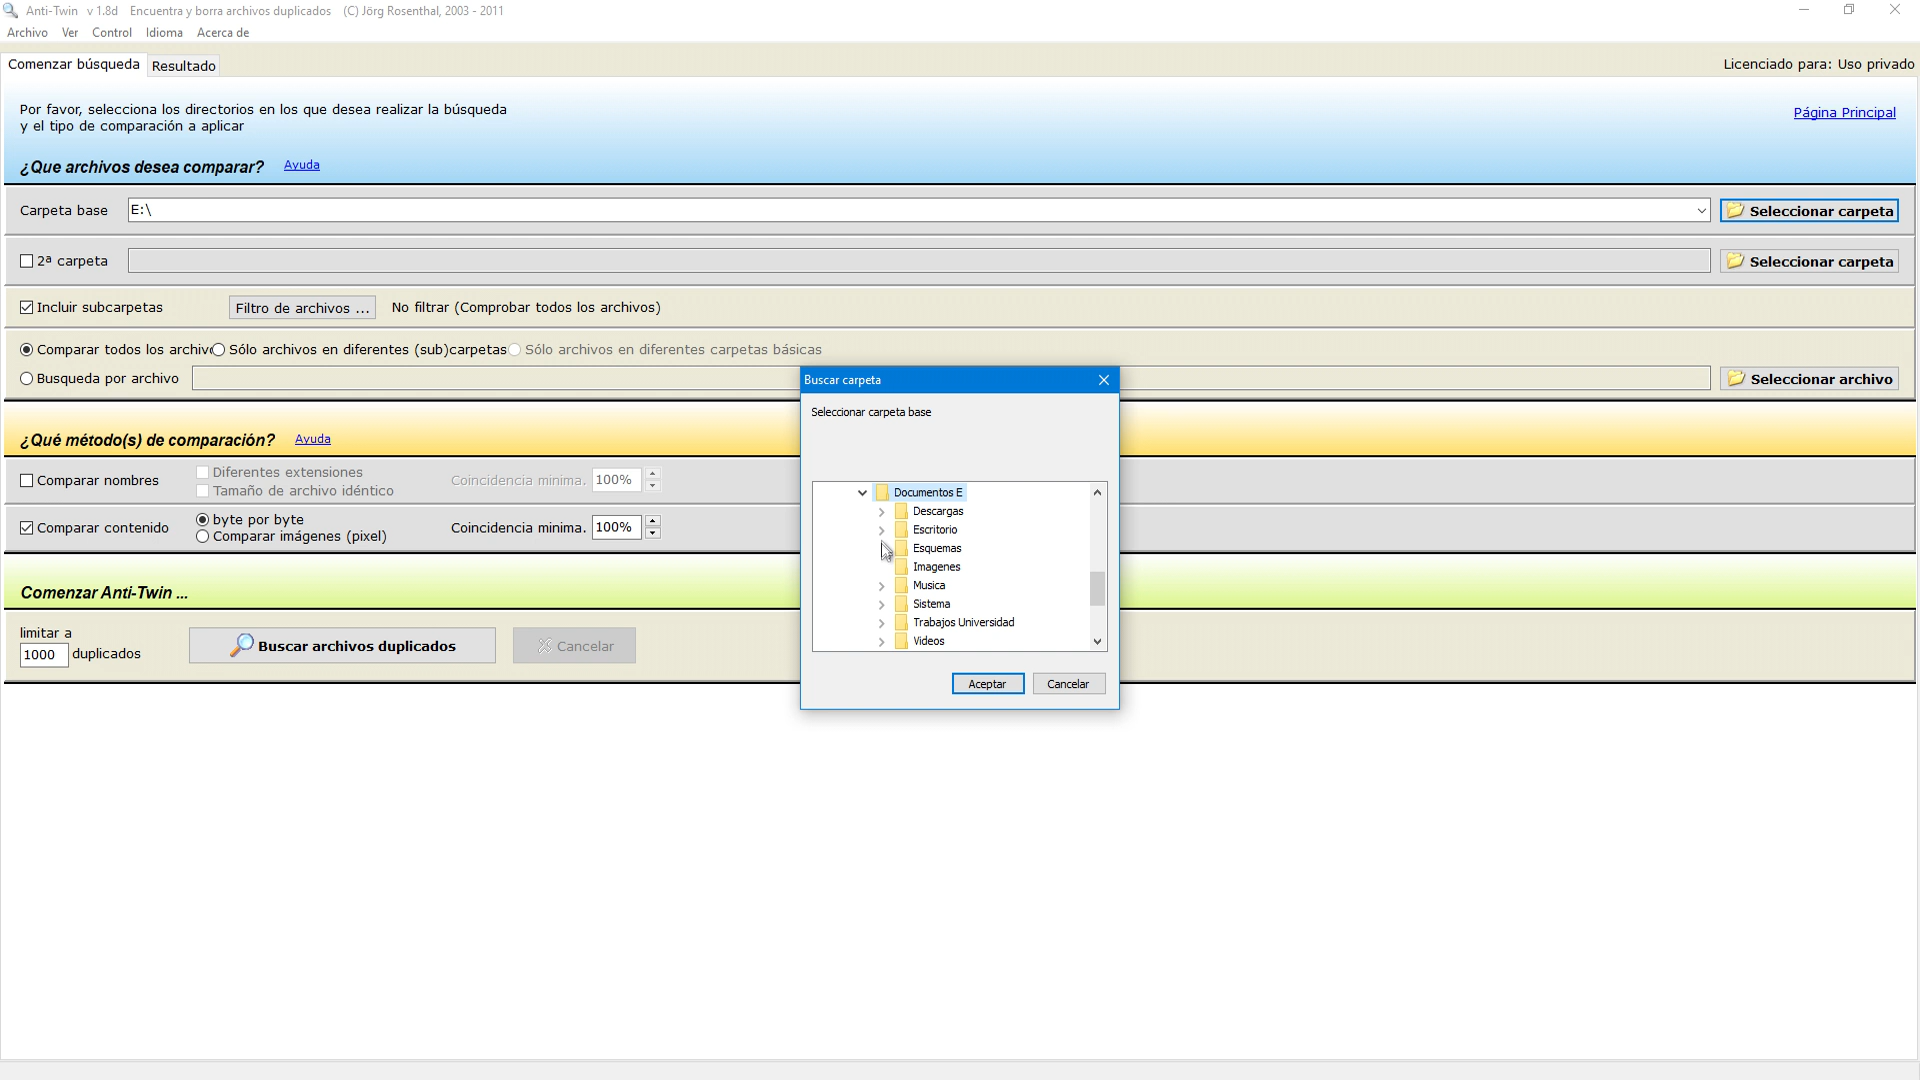 Anti-Twin v 1.8d Encuentra y borra archivos duplicados (C) Jörg Rosenthal, 2003 - 2011
Archivo Ver Control Idioma Acerca de
Comenzar búsqueda Resultado Licenciado para: Uso privado
Por favor, selecciona los directorios en los que desea realizar la búsqueda
y el tipo de comparación a aplicar
Página Principal
¿Que archivos desea comparar? Ayuda
Carpeta base E:\ Seleccionar carpeta
2ª carpeta Seleccionar carpeta
Incluir subcarpetas Filtro de archivos ... No filtrar (Comprobar todos los archivos)
Comparar todos los archivo Sólo archivos en diferentes (sub)carpetas Sólo archivos en diferentes carpetas básicas
Busqueda por archivo Seleccionar archivo
¿Qué método(s) de comparación? Ayuda
Comparar nombres Diferentes extensiones Coincidencia minima. 100%
Tamaño de archivo idéntico
Comparar contenido byte por byte Coincidencia minima. 100%
Comparar imágenes (pixel)
Comenzar Anti-Twin ...
limitar a
1000 duplicados Buscar archivos duplicados Cancelar
Buscar carpeta
Seleccionar carpeta base
Documentos E
Descargas
Escritorio
Esquemas
Imagenes
Musica
Sistema
Trabajos Universidad
Videos
Aceptar Cancelar